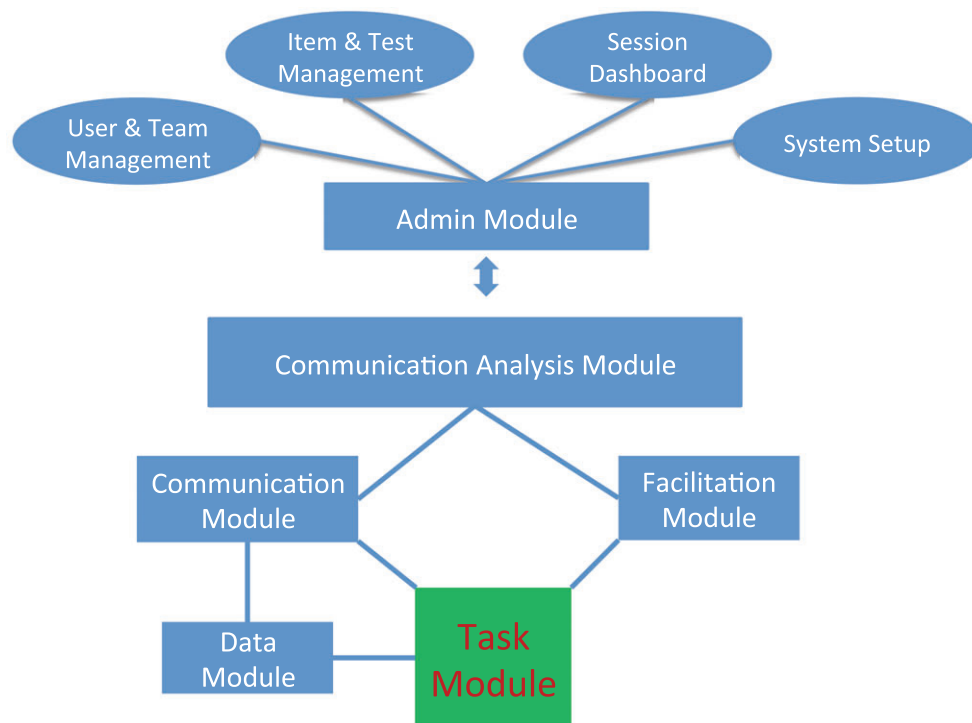 Item & Test
Management
Session
Dashboard
User & Team
Management
System Setup
Admin Module
Communication Analysis Module
Communication
Module
Facilitation
Module
Data
Module
Task
Module